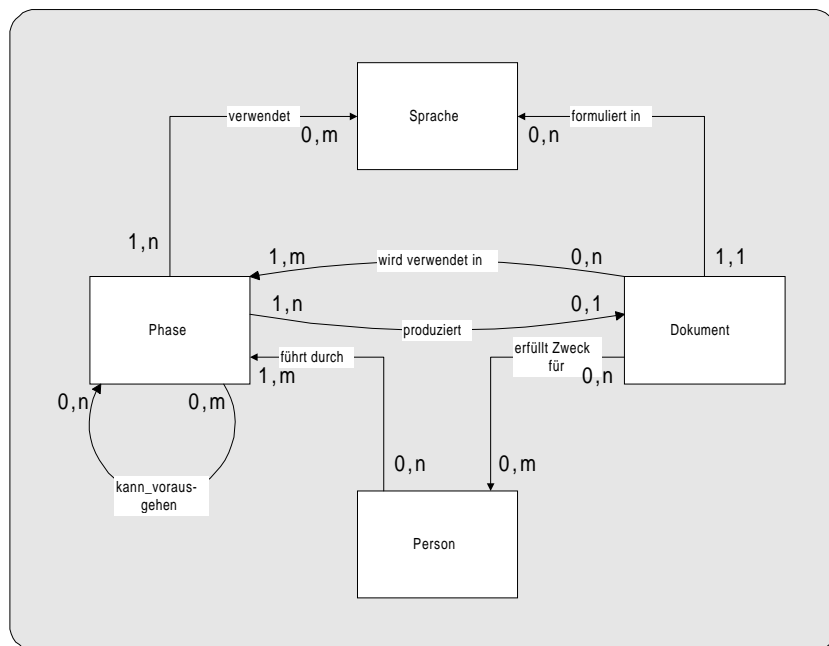 Sprache
verwendet
formuliert in
0,m
0,n
1,n
1,m
wird verwendet in
0,n
1,1
Phase
1,n
produziert
0,1
Dokument
führt durch
erfüllt Zweck
für
1,m
0,n
0,n
0,m
kann_voraus-
gehen
0,n
0,m
Person